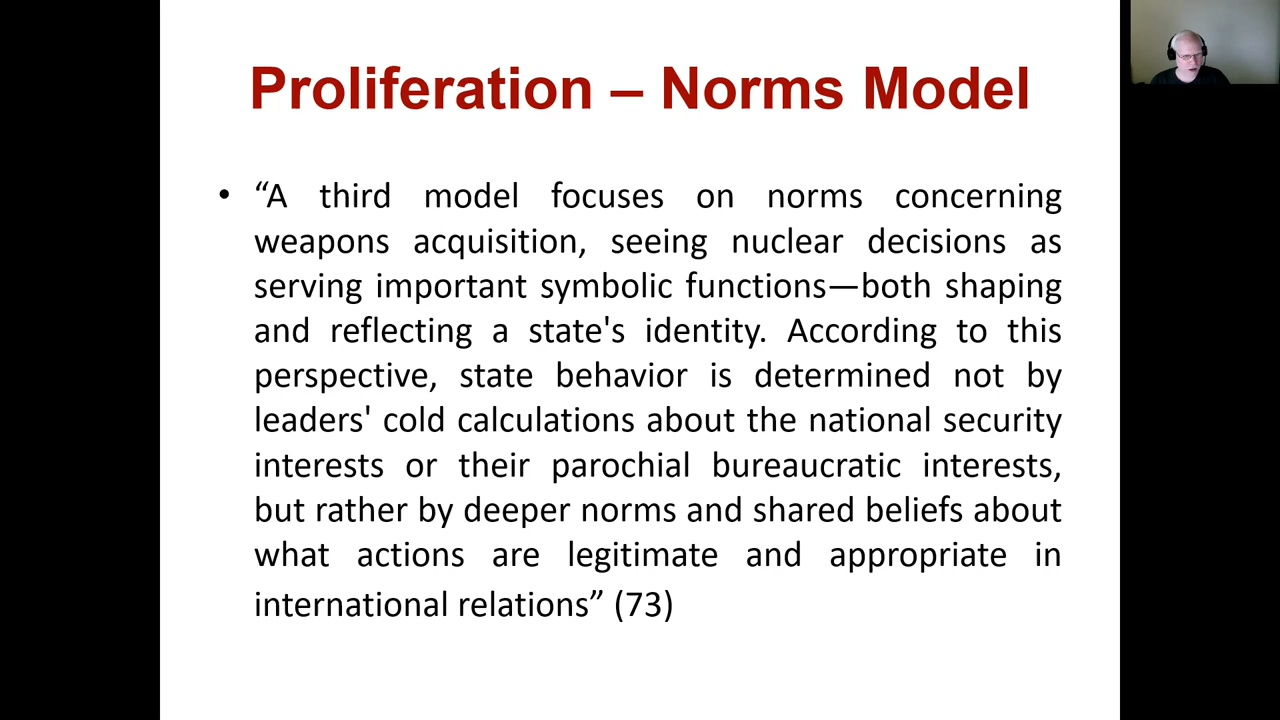 Proliferation – Norms Model
• “A third model focuses on norms concerning
weapons acquisition, seeing nuclear decisions as
serving important symbolic functions—both shaping
and reflecting a state's identity. According to this
perspective, state behavior is determined not by
leaders' cold calculations about the national security
interests or their parochial bureaucratic interests,
but rather by deeper norms and shared beliefs about
what actions are legitimate and appropriate in
international relations” (73)